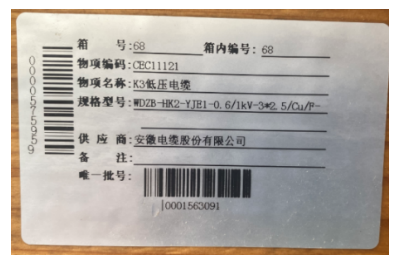 箱 号:68 箱内编号: 68
物项编码:CEC11121
物项名称:K3低压电缆
规格型号:WDZB-HK2-YJE1-0.6/1kV-3*2.5/Cu/P-
供 应 商:安徽电缆股份有限公司
备 注:
唯一批号:
0001563091
0000575959